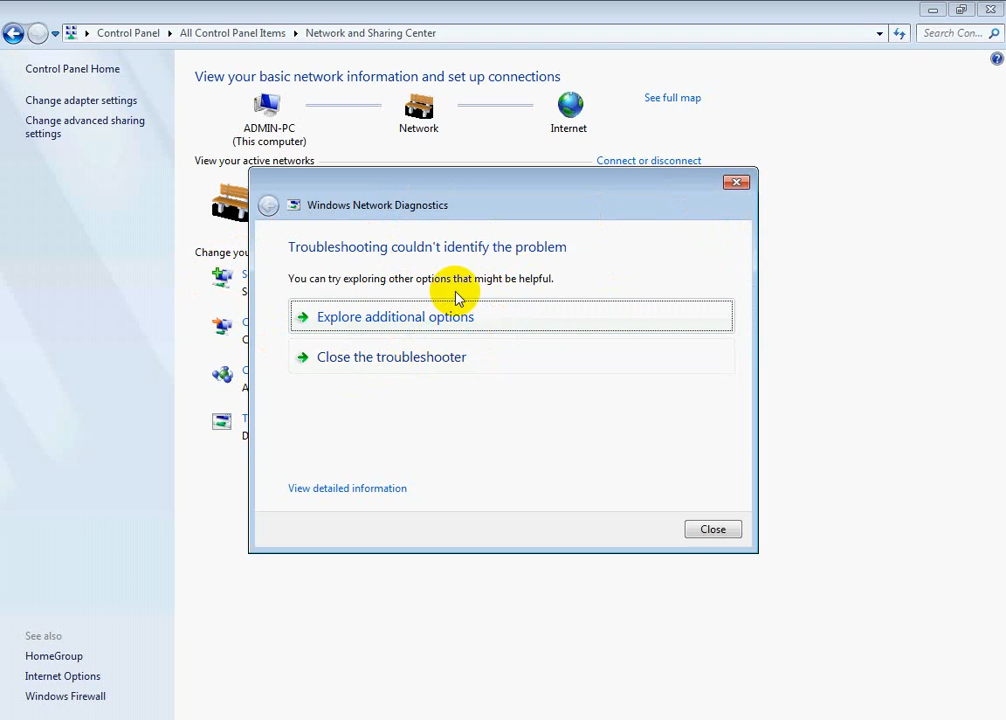 Control Panel
All Control Panel Items
Network and Sharing Center
Search Con...
Control Panel Home
Change adapter settings
Change advanced sharing
settings
View your basic network information and set up connections
See full map
ADMIN-PC
(This computer)
Network
Internet
View your active networks
Connect or disconnect
Change you
S
S
C
C
C
A
T
D
Windows Network Diagnostics
Troubleshooting couldn't identify the problem
You can try exploring other options that might be helpful.
Explore additional options
Close the troubleshooter
View detailed information
Close
See also
HomeGroup
Internet Options
Windows Firewall